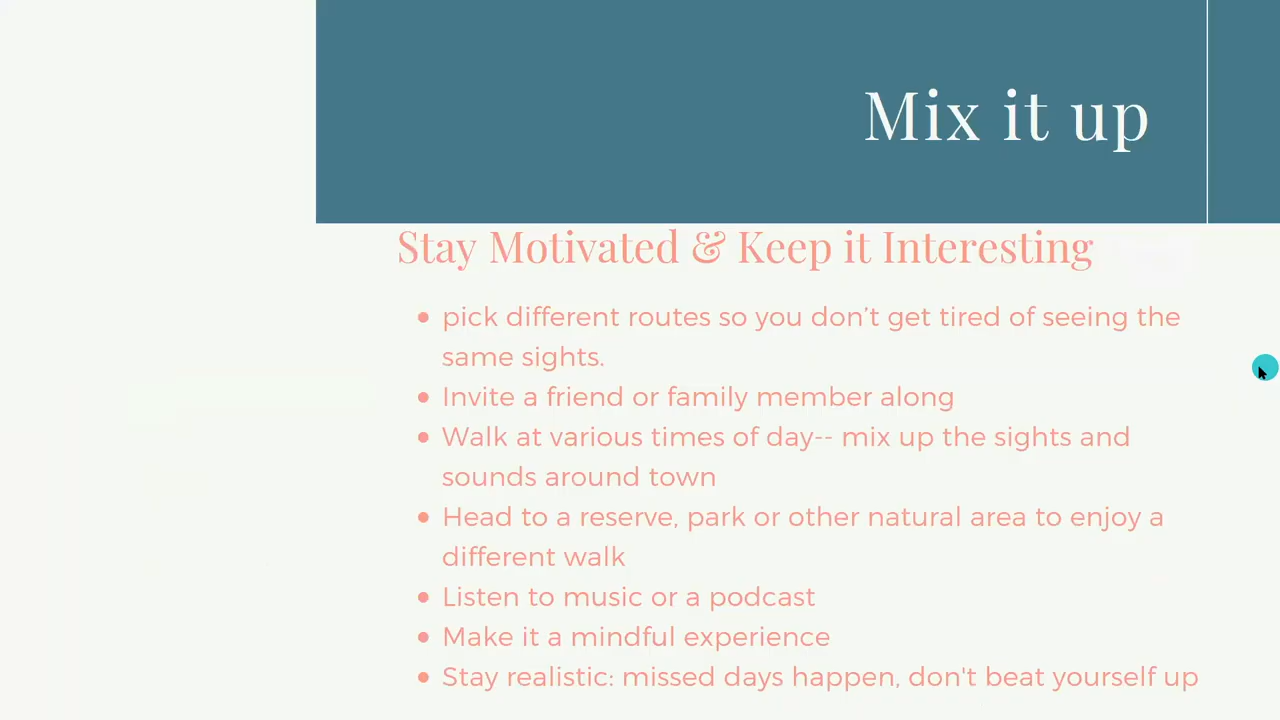 Mix it up
Stay Motivated & Keep it Interesting
pick different routes so you don’t get tired of seeing the
same sights.
Invite a friend or family member along
Walk at various times of day-- mix up the sights and
sounds around town
Head to a reserve, park or other natural area to enjoy a
different walk
Listen to music or a podcast
Make it a mindful experience
Stay realistic: missed days happen, don't beat yourself up